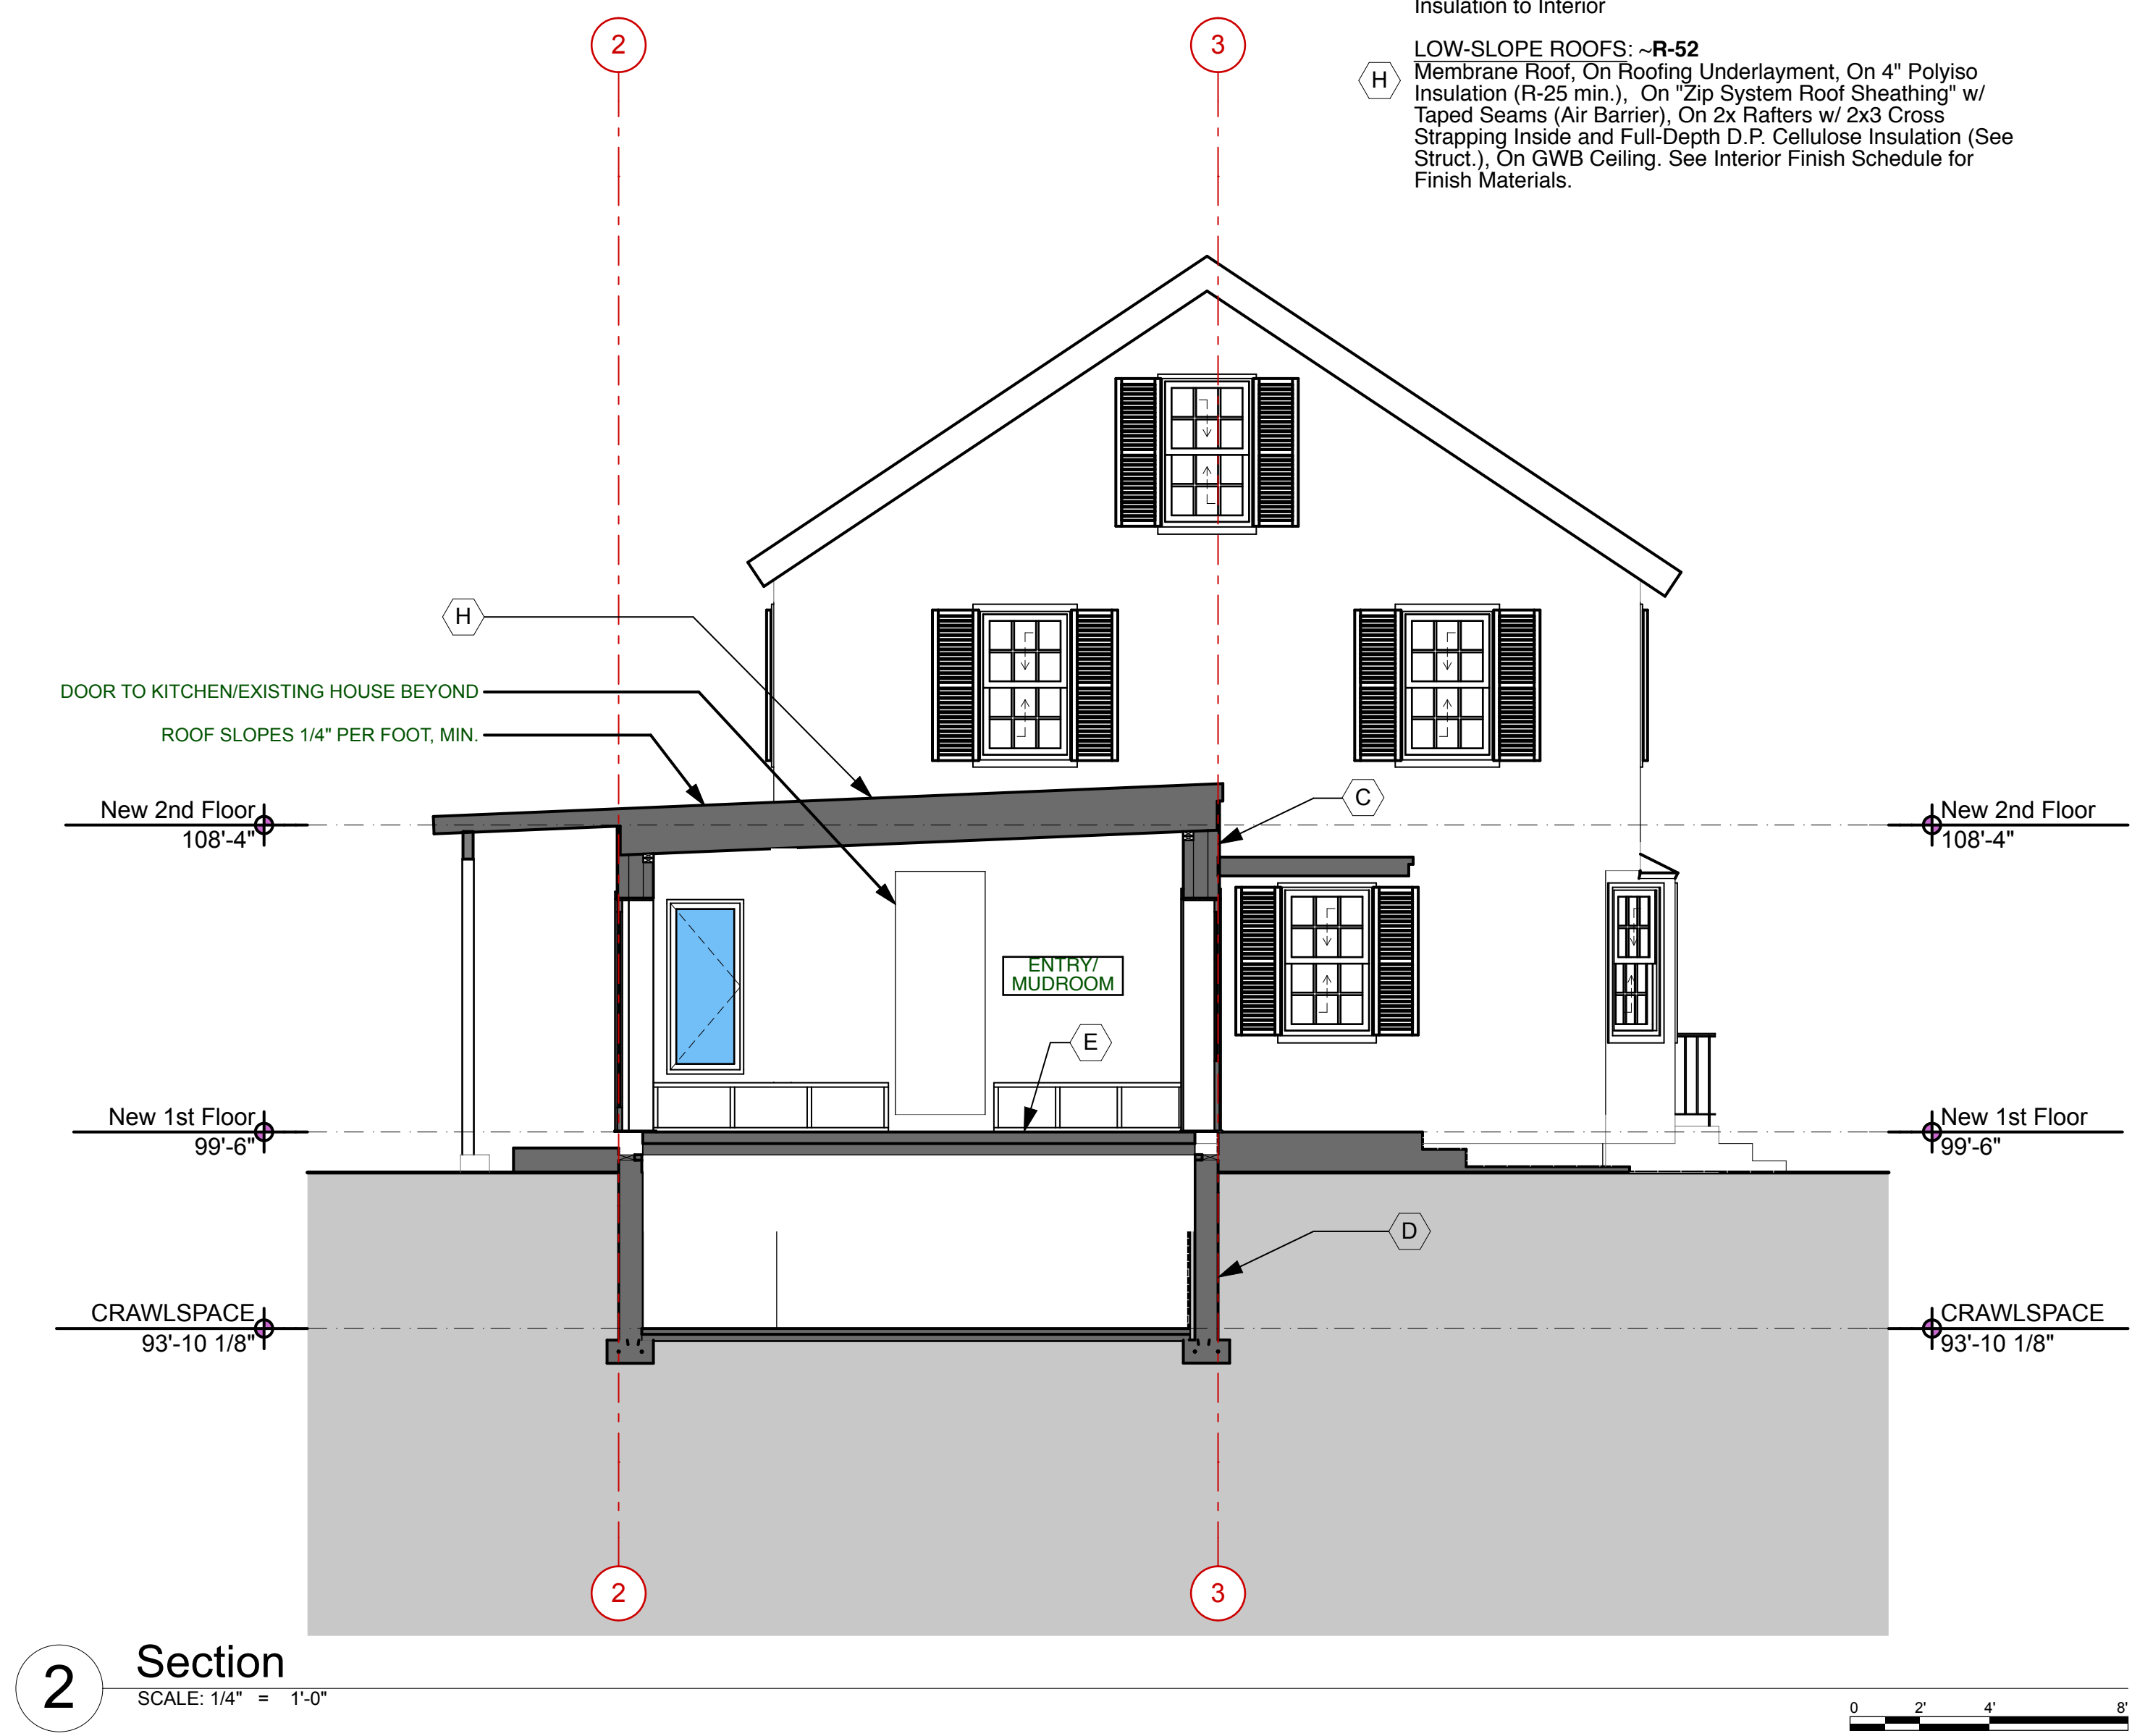 Insulation to Interior
LOW-SLOPE ROOFS: ~R-52
H
Membrane Roof, On Roofing Underlayment, On 4" Polyiso
Insulation (R-25 min.), On "Zip System Roof Sheathing" w/
Taped Seams (Air Barrier), On 2x Rafters w/ 2x3 Cross
Strapping Inside and Full-Depth D.P. Cellulose Insulation (See
Struct.), On GWB Ceiling. See Interior Finish Schedule for
Finish Materials.
2
3
H
DOOR TO KITCHEN/EXISTING HOUSE BEYOND
ROOF SLOPES 1/4" PER FOOT, MIN.
C
New 2nd Floor
108'-4"
New 2nd Floor
108'-4"
ENTRY/
MUDROOM
E
New 1st Floor
99'-6"
New 1st Floor
99'-6"
D
CRAWLSPACE
93'-10 1/8"
CRAWLSPACE
93'-10 1/8"
2
3
2
Section
SCALE: 1/4" = 1'-0"
0 2' 4' 8'